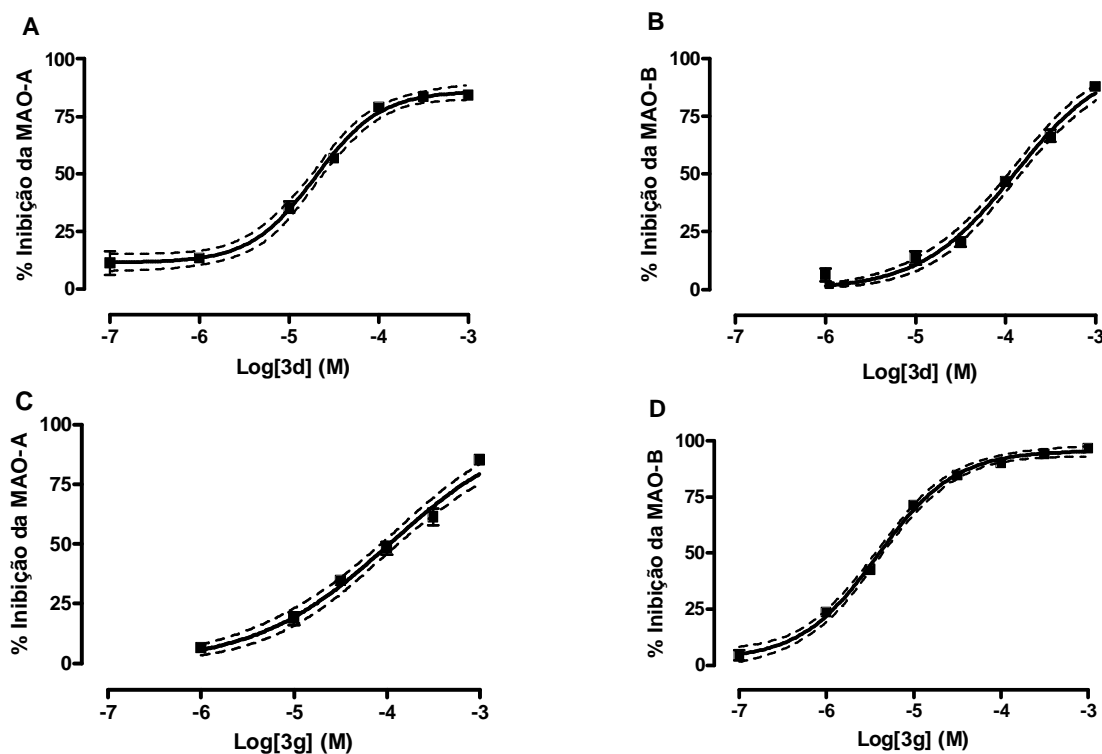 A
% Inibição da MAO-A
100
75
50
25
0
-7 -6 -5 -4 -3
Log[3d] (M)
B
% Inibição da MAO-B
100
75
50
25
0
-7 -6 -5 -4 -3
Log[3d] (M)
C
% Inibição da MAO-A
100
75
50
25
0
-7 -6 -5 -4 -3
Log[3g] (M)
D
% Inibição da MAO-B
100
75
50
25
0
-7 -6 -5 -4 -3
Log[3g] (M)